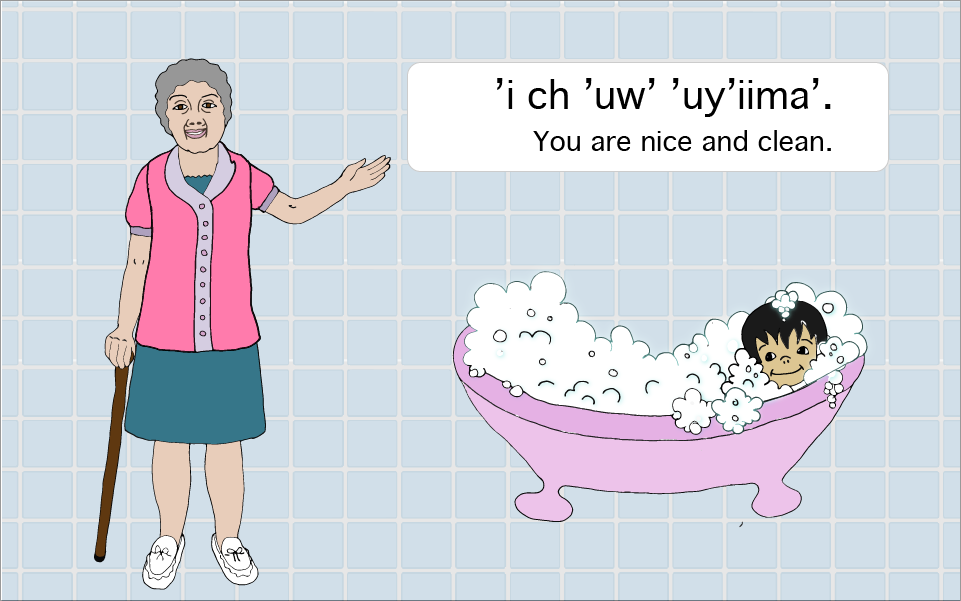 ’i ch ’uw’ ’uy’iima’.
You are nice and clean.